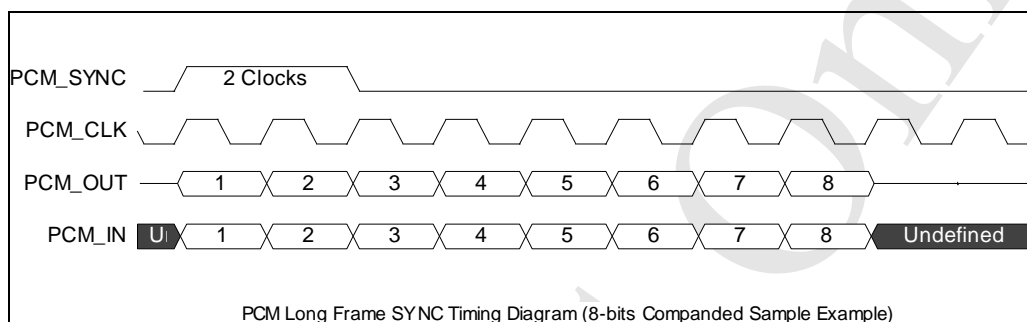 PCM_SYNC 2 Clocks
PCM_CLK
PCM_OUT 1 2 3 4 5 6 7 8
PCM_IN 1 2 3 4 5 6 7 8 Undefined
PCM Long Frame SYNC Timing Diagram (8-bits Companded Sample Example)